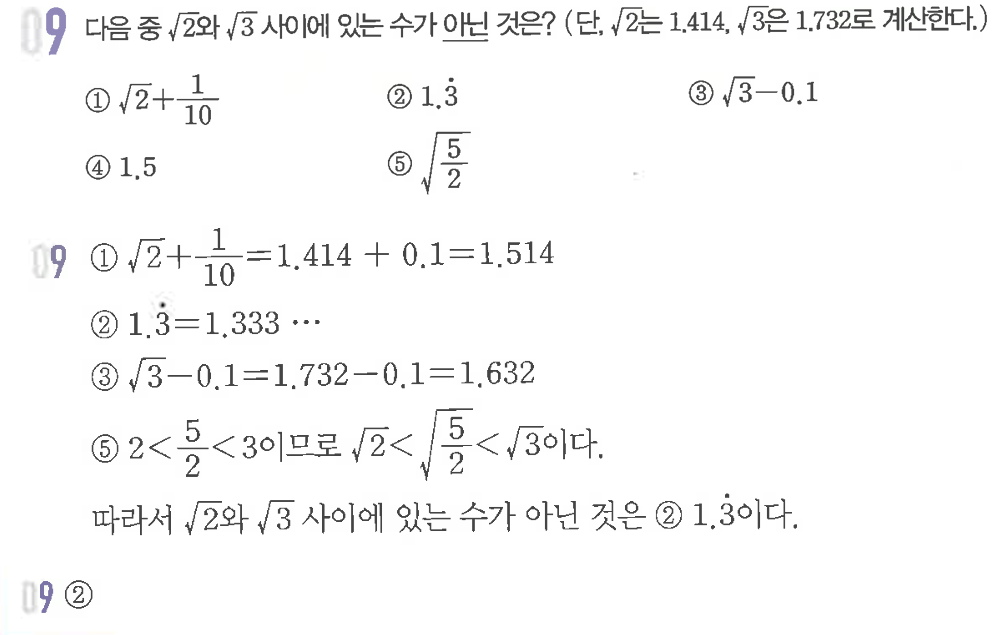 09 다음 중 √2와 √3 사이에 있는 수가 아닌 것은? (단, √2는 1.414, √3은 1.732로 계산한다.)
① √2+1/10 ② 1.3̇ ③ √3−0.1
④ 1.5 ⑤ √(5/2)
09 ① √2+1/10=1.414 + 0.1=1.514
② 1.3̇=1.333 ⋯
③ √3−0.1=1.732−0.1=1.632
⑤ 2<5/2<3이므로 √2<√(5/2)<√3이다.
따라서 √2와 √3 사이에 있는 수가 아닌 것은 ② 1.3̇이다.
09 ②